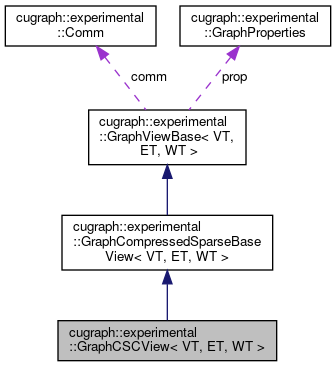 cugraph::experimental
::Comm
cugraph::experimental
::GraphProperties
comm
prop
cugraph::experimental
::GraphViewBase< VT,
ET, WT >
cugraph::experimental
::GraphCompressedSparseBase
View< VT, ET, WT >
cugraph::experimental
::GraphCSCView< VT, ET, WT >